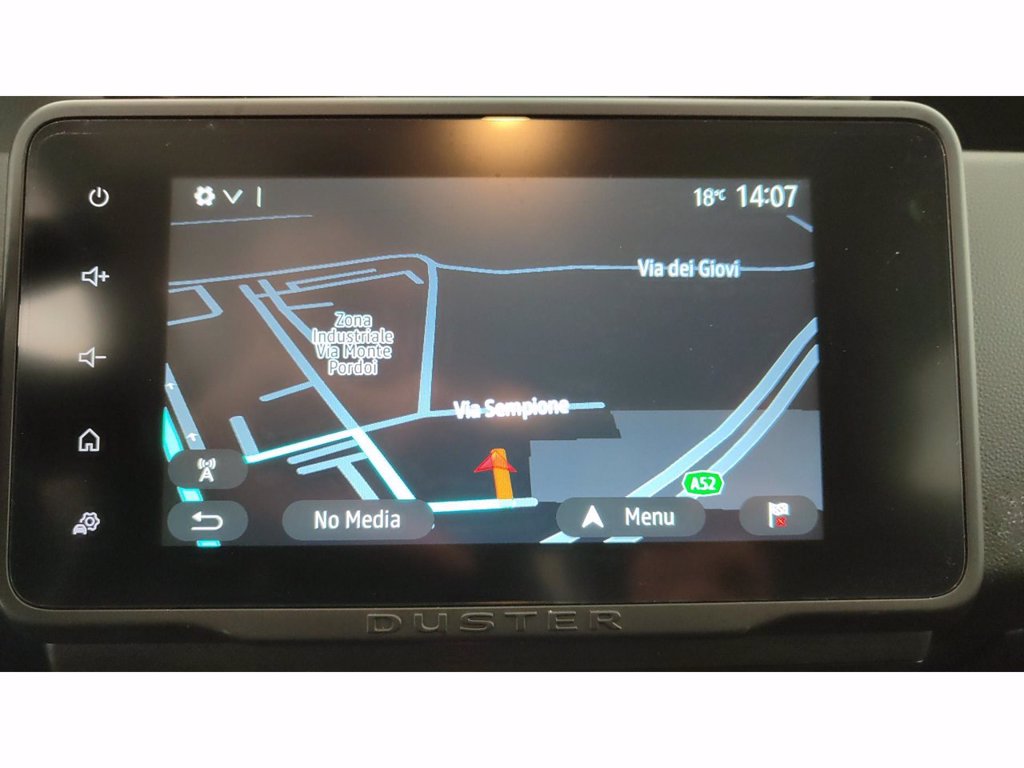 18°C 14:07
Via dei Giovi
Zona
Industriale
Via Monte
Pordoi
Via Sempione
A52
No Media
Menu
DUSTER